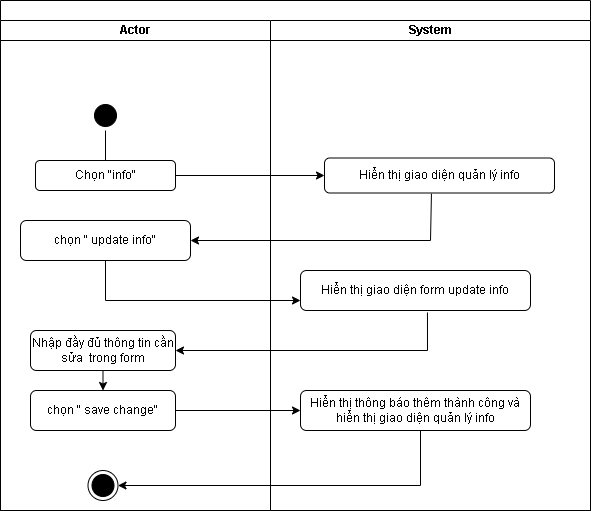 Actor
System
Chọn "info"
Hiển thị giao diện quản lý info
chọn " update info"
Hiển thị giao diện form update info
Nhập đầy đủ thông tin cần
sửa  trong form
chọn " save change"
Hiển thị thông báo thêm thành công và
hiển thị giao diện quản lý info